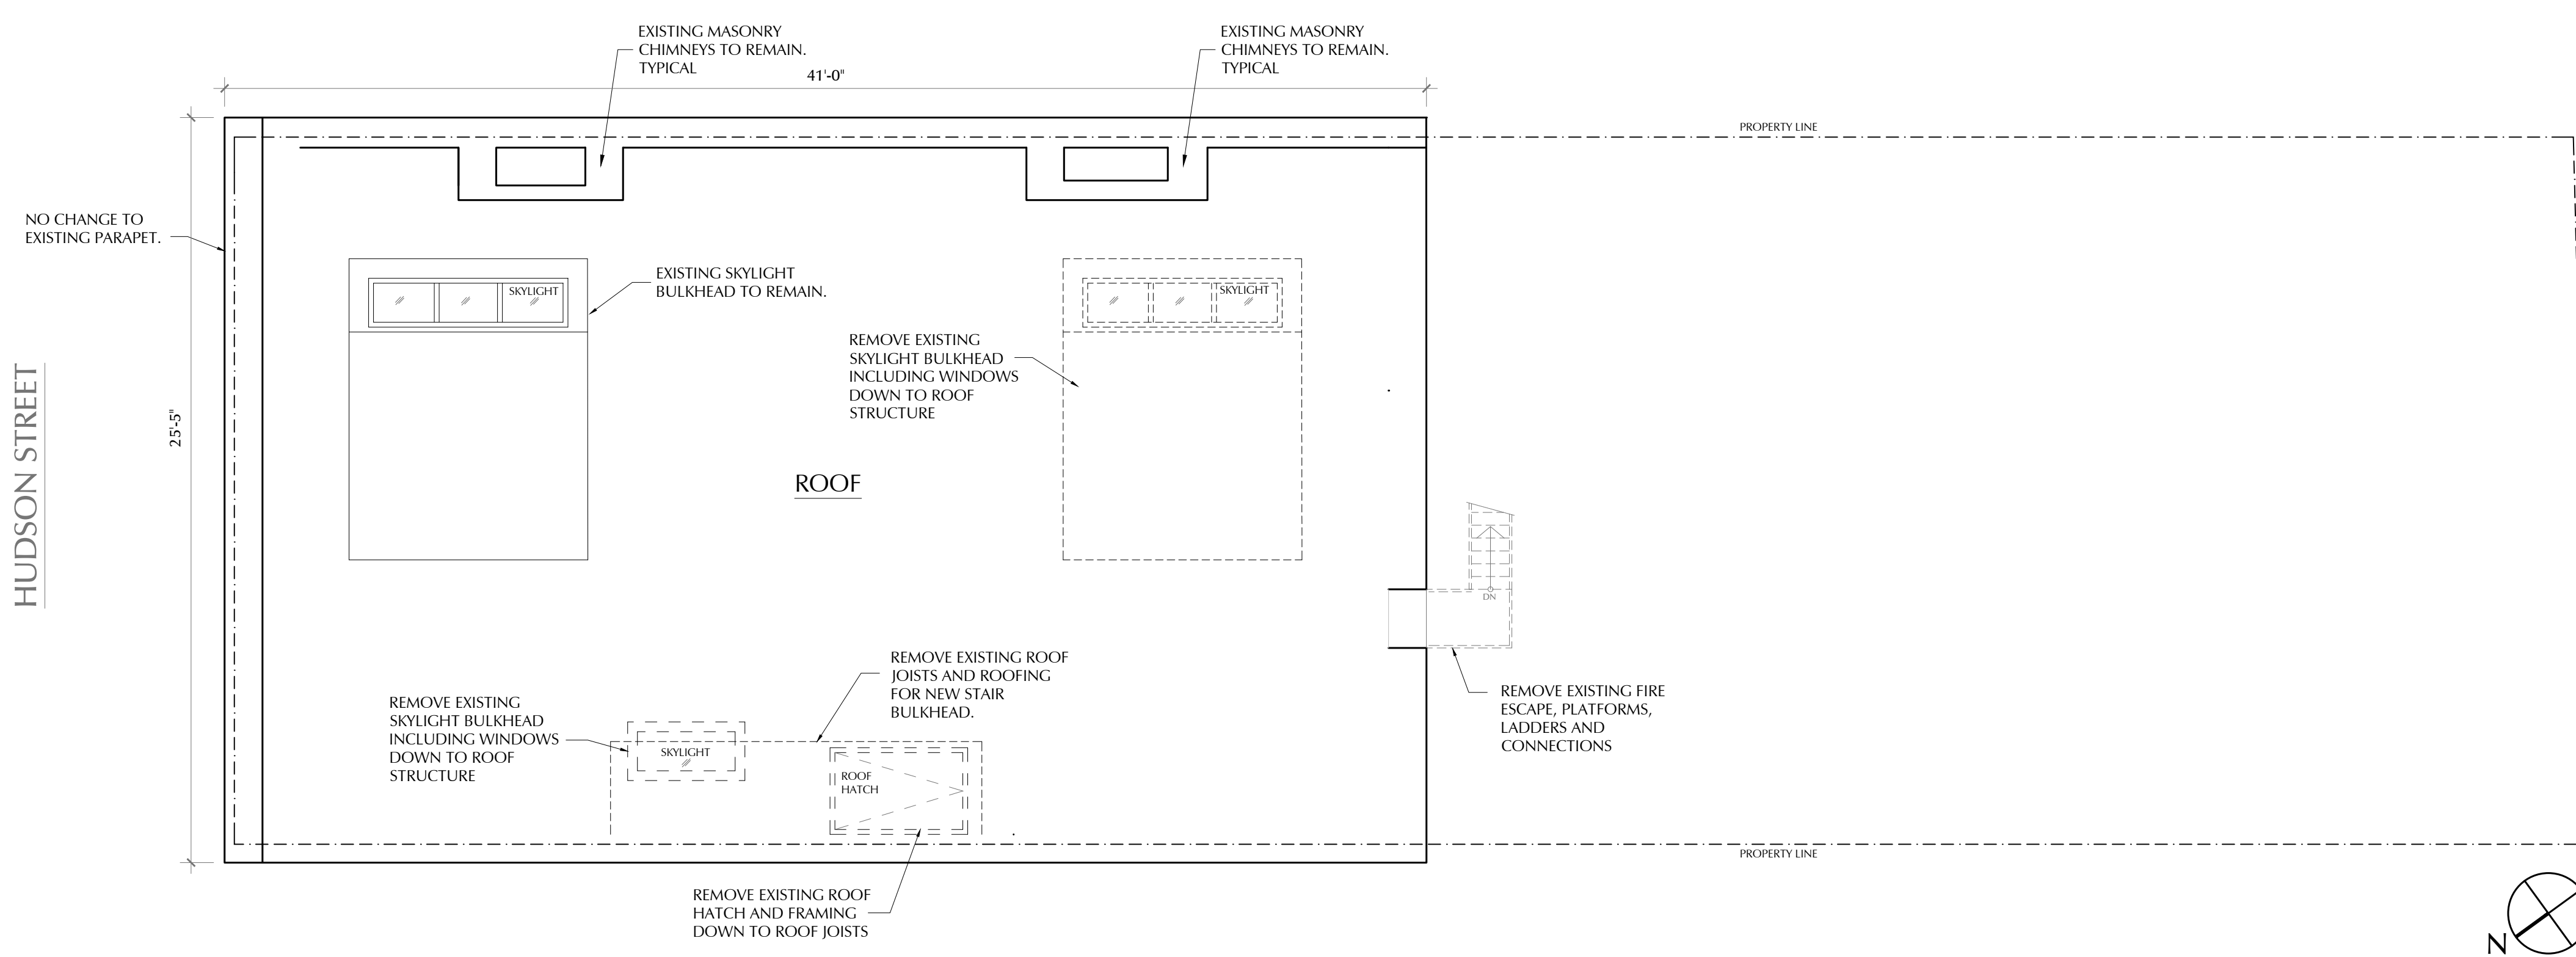 EXISTING MASONRY
CHIMNEYS TO REMAIN.
TYPICAL
EXISTING MASONRY
CHIMNEYS TO REMAIN.
TYPICAL
41'-0"
PROPERTY LINE
NO CHANGE TO
EXISTING PARAPET.
EXISTING SKYLIGHT
BULKHEAD TO REMAIN.
SKYLIGHT
SKYLIGHT
REMOVE EXISTING
SKYLIGHT BULKHEAD
INCLUDING WINDOWS
DOWN TO ROOF
STRUCTURE
HUDSON STREET
25'-5"
ROOF
DN
REMOVE EXISTING ROOF
JOISTS AND ROOFING
FOR NEW STAIR
BULKHEAD.
REMOVE EXISTING FIRE
ESCAPE, PLATFORMS,
LADDERS AND
CONNECTIONS
REMOVE EXISTING
SKYLIGHT BULKHEAD
INCLUDING WINDOWS
DOWN TO ROOF
STRUCTURE
SKYLIGHT
ROOF
HATCH
PROPERTY LINE
REMOVE EXISTING ROOF
HATCH AND FRAMING
DOWN TO ROOF JOISTS
N